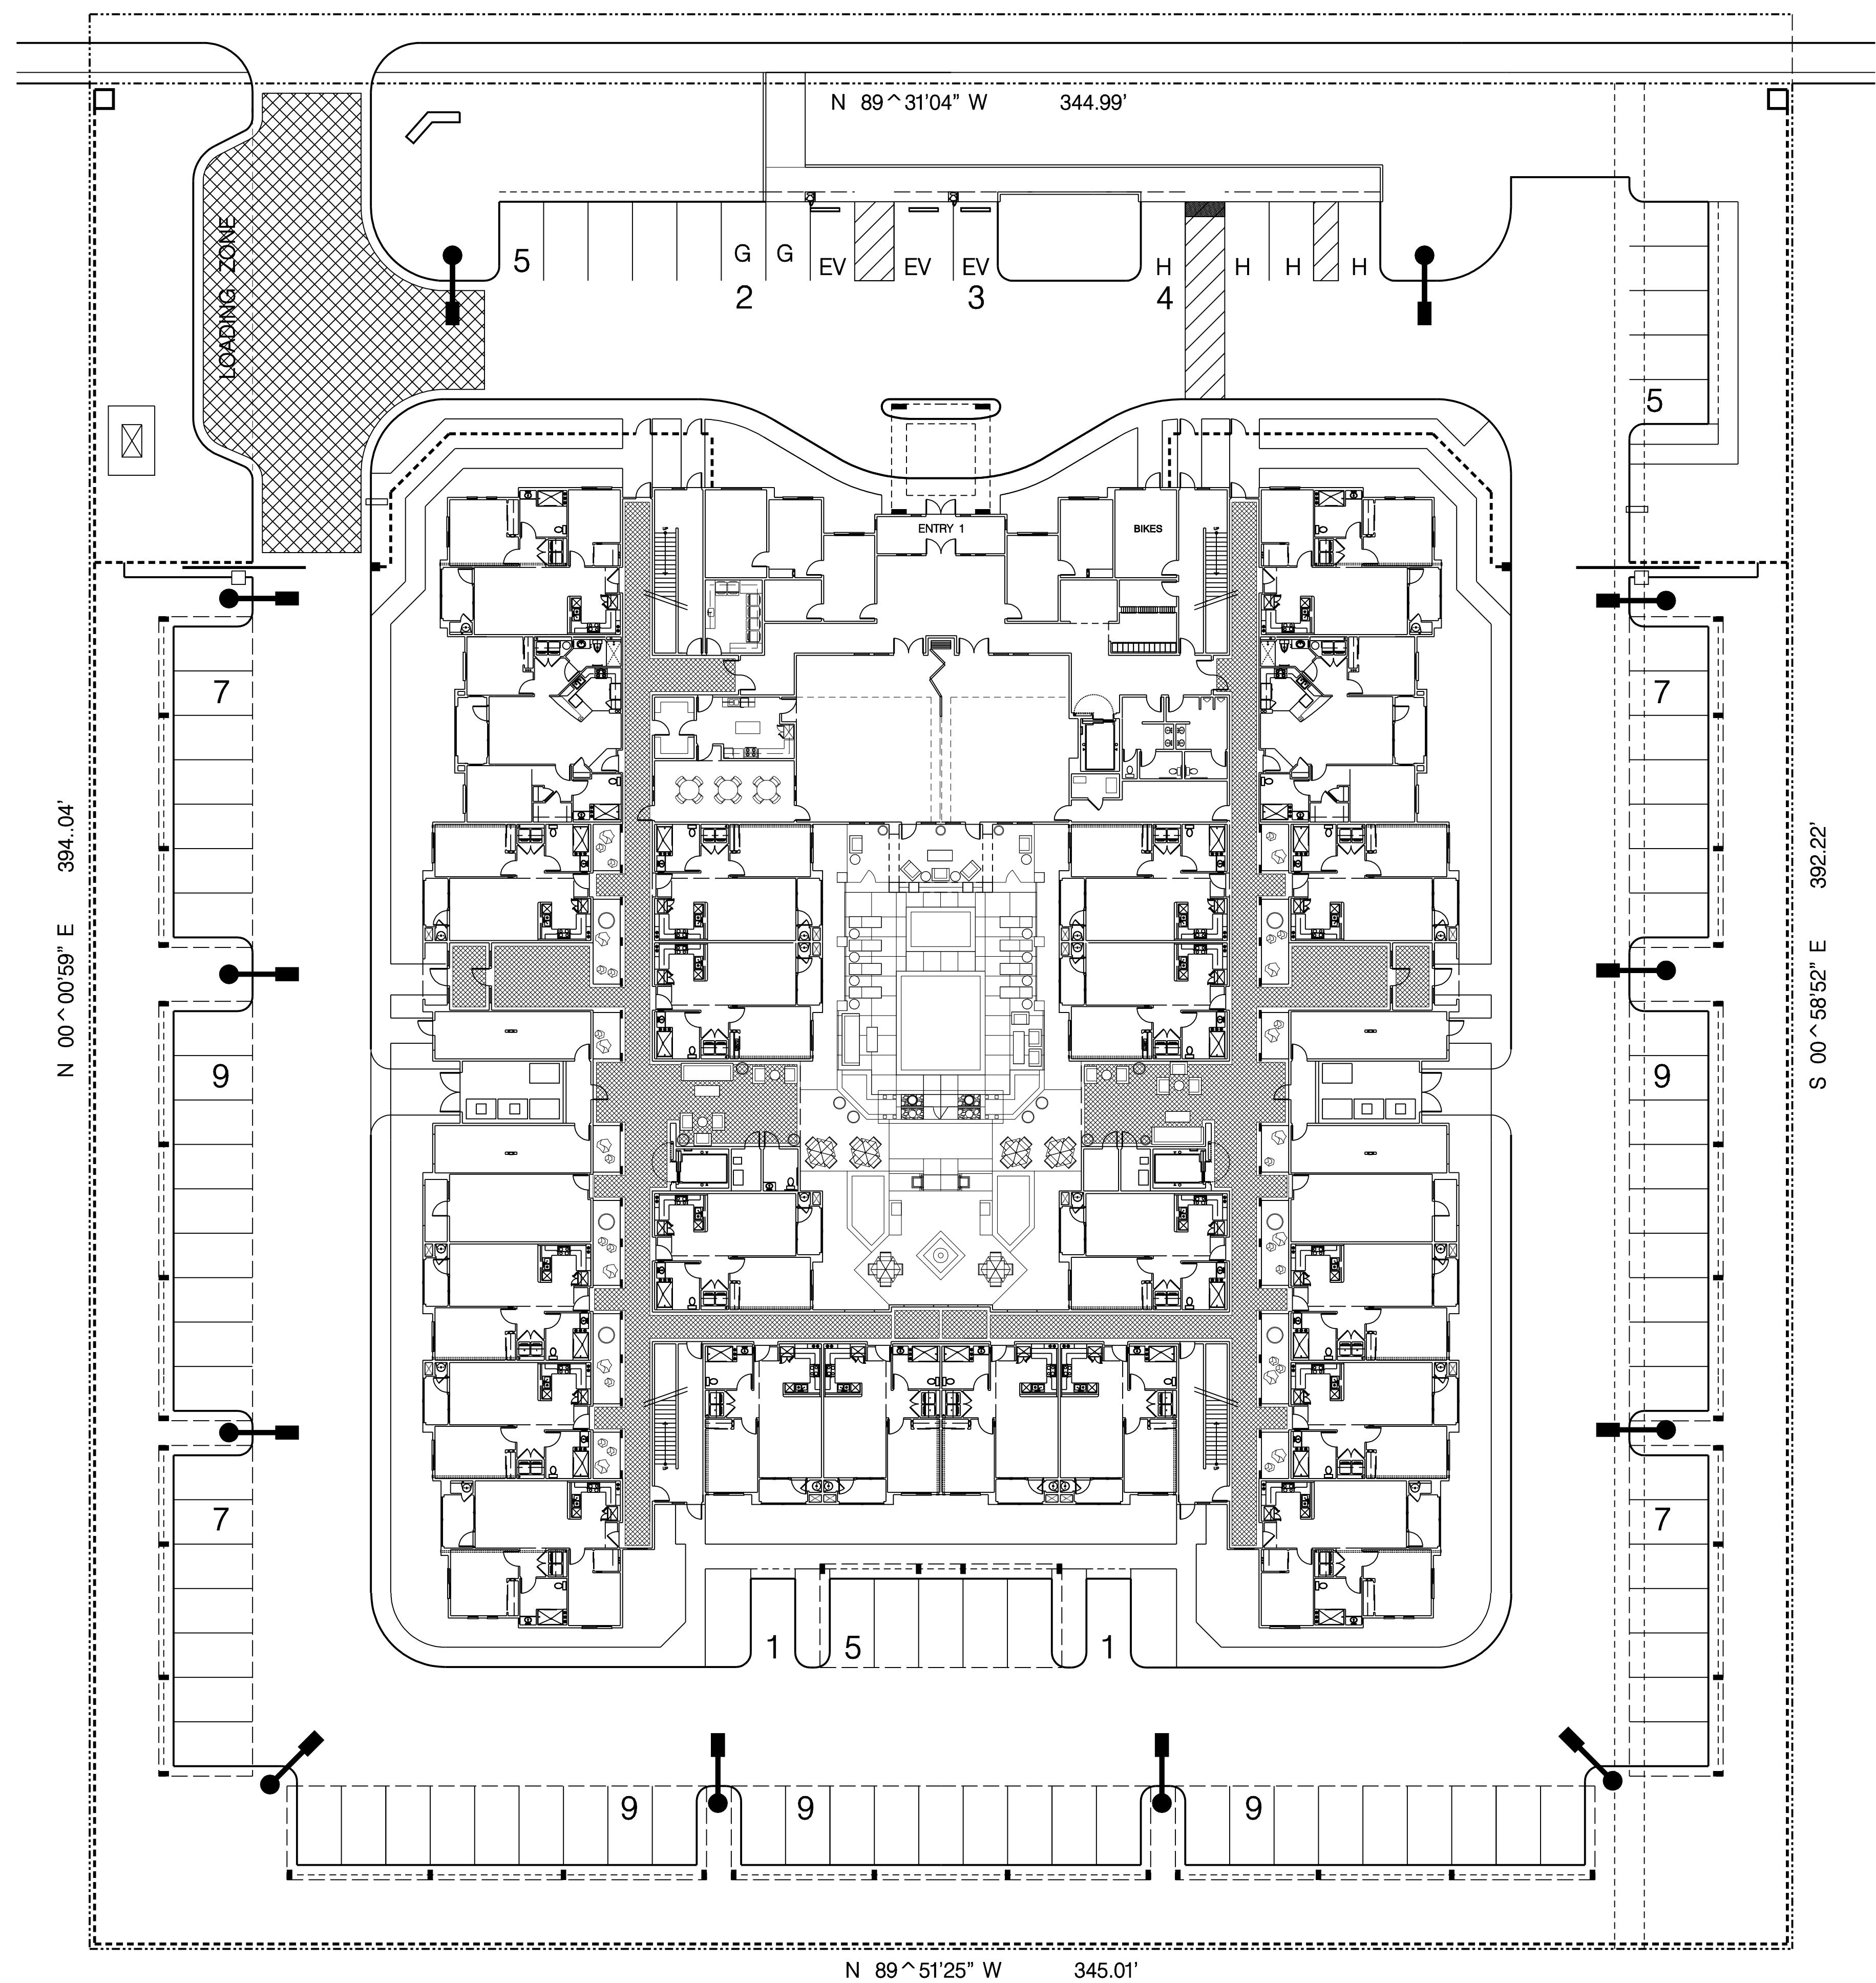 N 89^31'04" W 344.99'
LOADING ZONE
5
G
G
EV
EV
EV
H
H
H
H
2
3
4
5
ENTRY 1
BIKES
7
7
N 00^00'59" E 394.04'
S 00^58'52" E 392.22'
9
9
7
7
1
5
1
9
9
9
N 89^51'25" W 345.01'